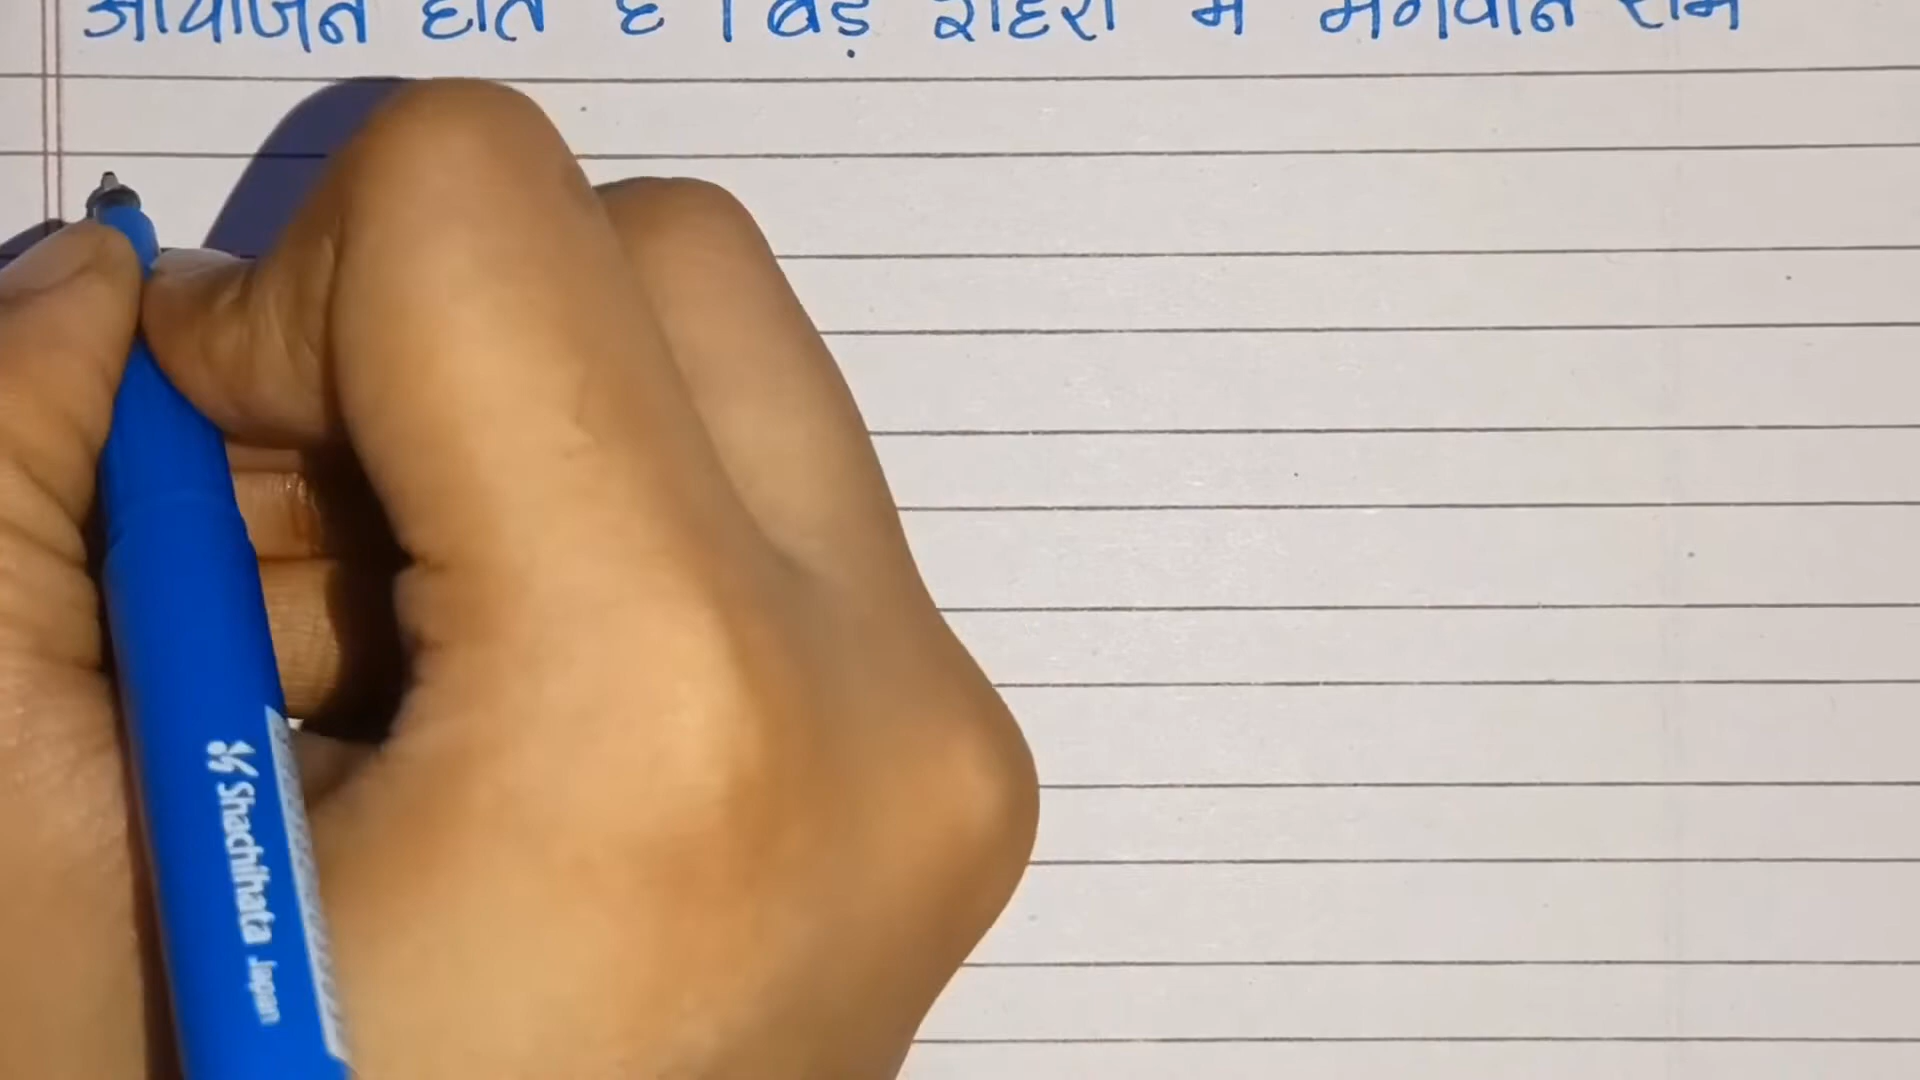 आयोजन होते है । बड़े शहरो में भगवान राम
Shachihata Japan